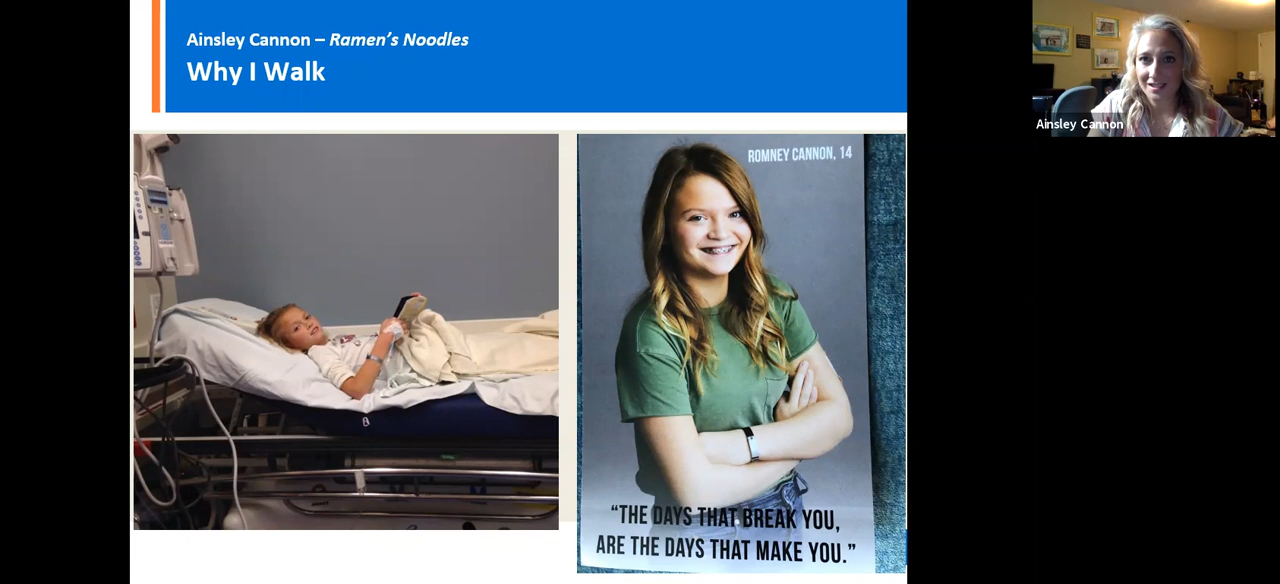 Ainsley Cannon – Ramen’s Noodles
Why I Walk
Ainsley Cannon
ROMNEY CANNON, 14
“THE DAYS THAT BREAK YOU,
ARE THE DAYS THAT MAKE YOU.”